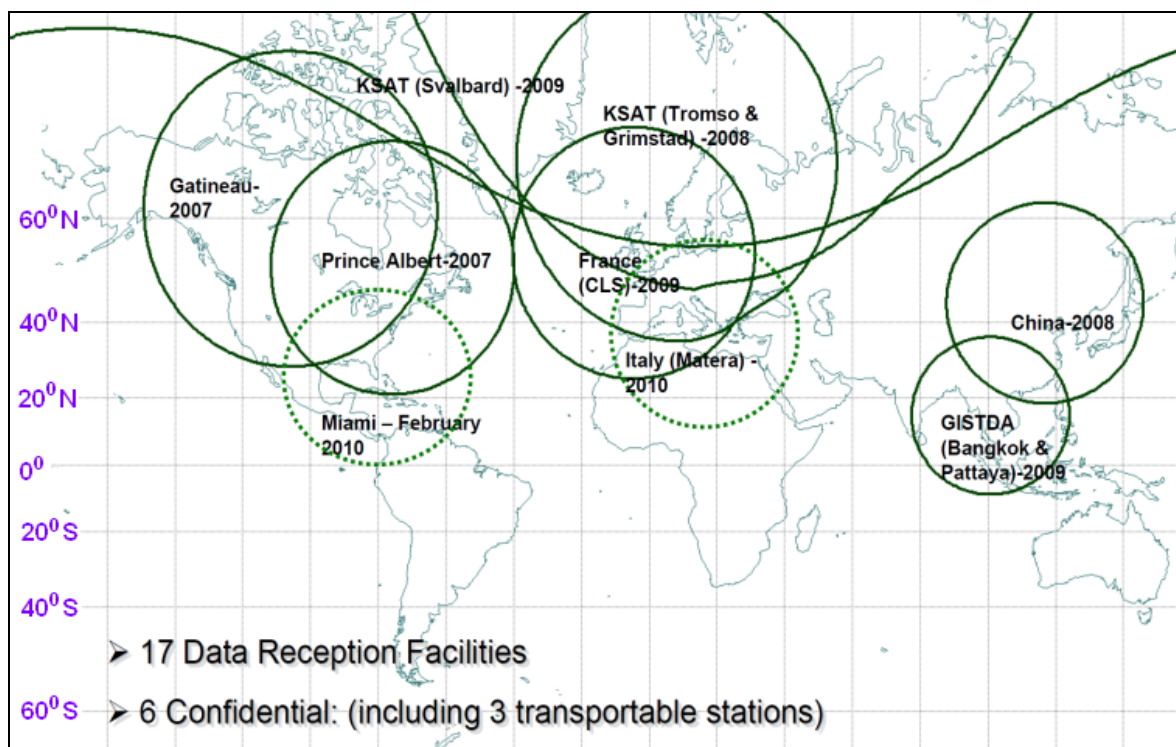 KSAT (Svalbard) -2009
KSAT (Tromso &
Grimstad) -2008
Gatineau-
2007
60⁰N
Prince Albert-2007
France
(CLS)-2009
40⁰N
China-2008
Italy (Matera) -
2010
20⁰N
Miami – February
2010
GISTDA
(Bangkok &
Pattaya)-2009
0⁰
20⁰S
40⁰S
➤ 17 Data Reception Facilities
60⁰S
➤ 6 Confidential: (including 3 transportable stations)